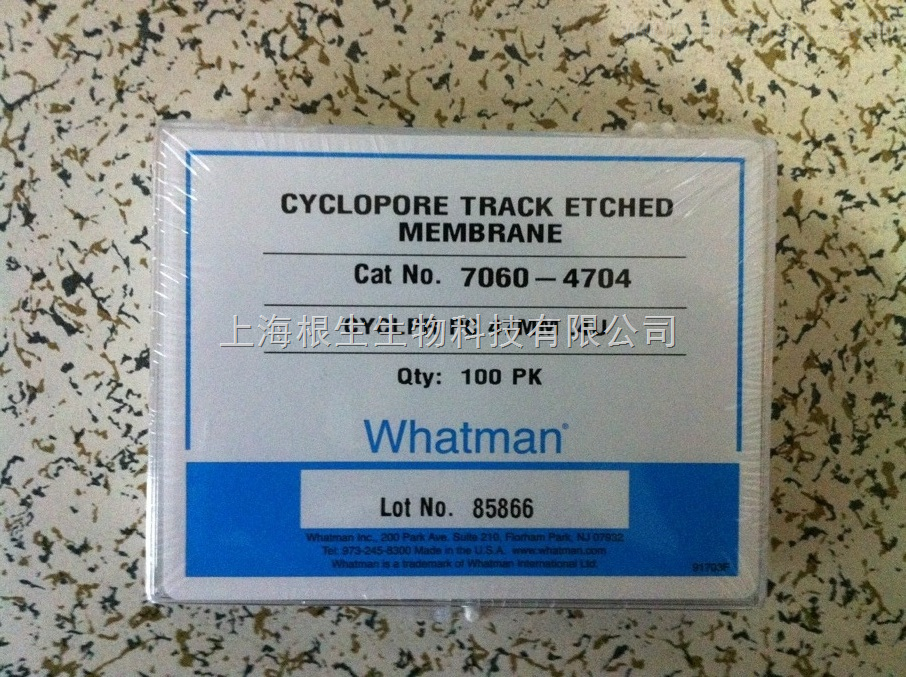 CYCLOPORE TRACK ETCHED
MEMBRANE
Cat No. 7060-4704
上海根生生物科技有限公司
Qty: 100 PK
Whatman®
Lot No. 85866
Whatman Inc., 200 Park Ave. Suite 210, Florham Park, NJ 07932
Tel: 973-245-8300 Made in the U.S.A. www.whatman.com
Whatman is a trademark of Whatman International Ltd.